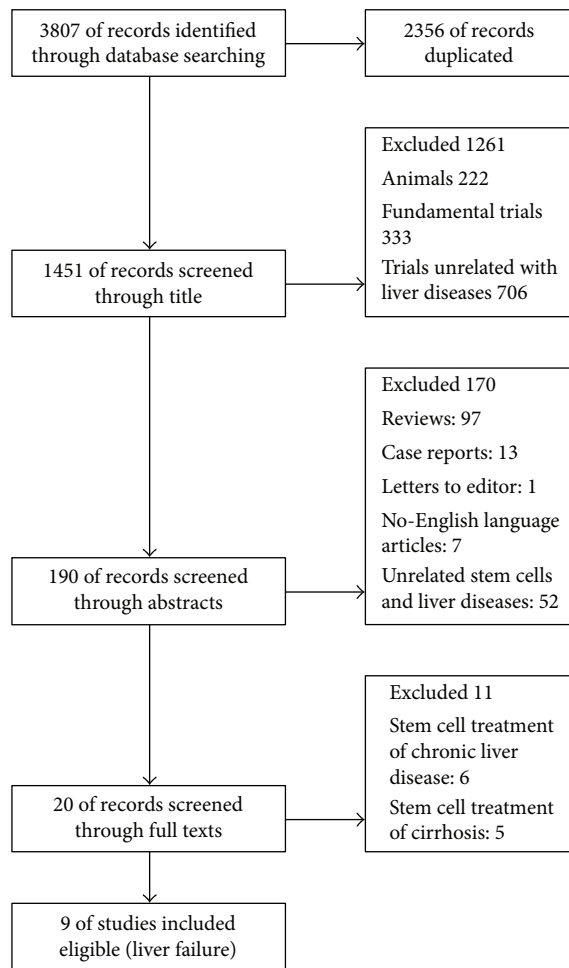 3807 of records identified
through database searching
2356 of records
duplicated
Excluded 1261
Animals 222
Fundamental trials
333
Trials unrelated with
liver diseases 706
1451 of records screened
through title
Excluded 170
Reviews: 97
Case reports: 13
Letters to editor: 1
No-English language
articles: 7
Unrelated stem cells
and liver diseases: 52
190 of records screened
through abstracts
Excluded 11
Stem cell treatment
of chronic liver
disease: 6
Stem cell treatment
of cirrhosis: 5
20 of records screened
through full texts
9 of studies included
eligible (liver failure)